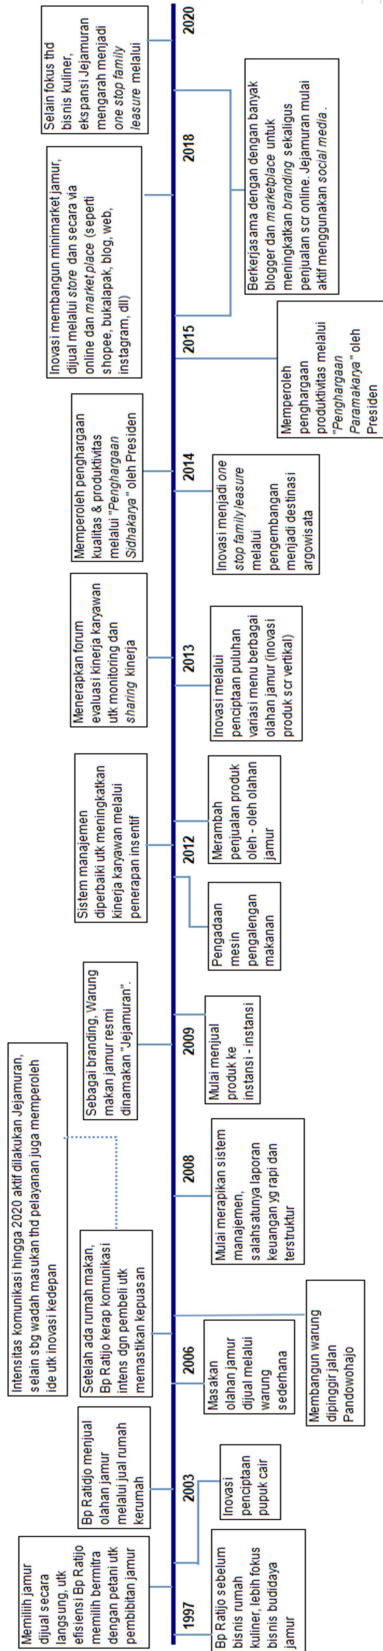 Intensitas komunikasi hingga 2020 aktif dilakukan Jejamuran,
selain sbg wadah masukan thd pelayanan juga memperoleh
ide utk inovasi kedepan
Memiliih jamur
dijual secara
langsung, utk
efisiensi Bp Ratijo
memilih bermitra
dengan petani utk
pembibitan jamur
Bp Ratidjo menjual
olahan jamur
melalui jual rumah
kerumah
Setelah ada rumah makan,
Bp Ratijo kerap komunikasi
intens dgn pembeli utk
memastikan kepuasan
Sebagai branding, Warung
makan jamur resmi
dinamakan "Jejamuran".
Sistem manajemen
diperbaiki utk meningkatkan
kinerja karyawan melalui
penerapan insentif
Menerapkan forum
evaluasi kinerja karyawan
utk monitoring dan
sharing kinerja
Memperoleh penghargaan
kualitas & produktivitas
melalui "Penghargaan
Sidhakarya" oleh Presiden
Inovasi membangun minimarket jamur,
dijual melalui store dan secara via
online dan market place (seperti
shopee, bukalapak, blog, web,
instagram, dll)
Selain fokus thd
bisnis kuliner,
ekspansi Jejamuran
mengarah menjadi
one stop family
leasure melalui
1997
2003
2006
2008
2009
2012
2013
2014
2015
2018
2020
Bp Ratijo sebelum
bisnis rumah
kuliner, lebih fokus
bisnis budidaya
jamur
Inovasi
penciptaan
pupuk cair
Masakan
olahan jamur
dijual melalui
warung
sederhana
Membangun warung
dipinggir jalan
Pandowohajo
Mulai merapikan sistem
manajemen,
salahsatunya laporan
keuangan yg rapi dan
terstruktur
Mulai menjual
produk ke
instansi - instansi
Pengadaan
mesin
pengalengan
makanan
Merambah
penjualan produk
oleh - oleh olahan
jamur
Inovasi melalui
penciptaan puluhan
variasi menu berbagai
olahan jamur (inovasi
produk scr vertikal)
Inovasi menjadi one
stop family leasure
melalui
pengembangan
menjadi destinasi
argowisata
Memperoleh
penghargaan
produktivitas melalui
"Penghargaan
Paramakarya" oleh
Presiden
Berkerjasama dengan dengan banyak
blogger dan marketplace untuk
meningkatkan branding sekaligus
penjualan scr online. Jejamuran mulai
aktif menggunakan social media .